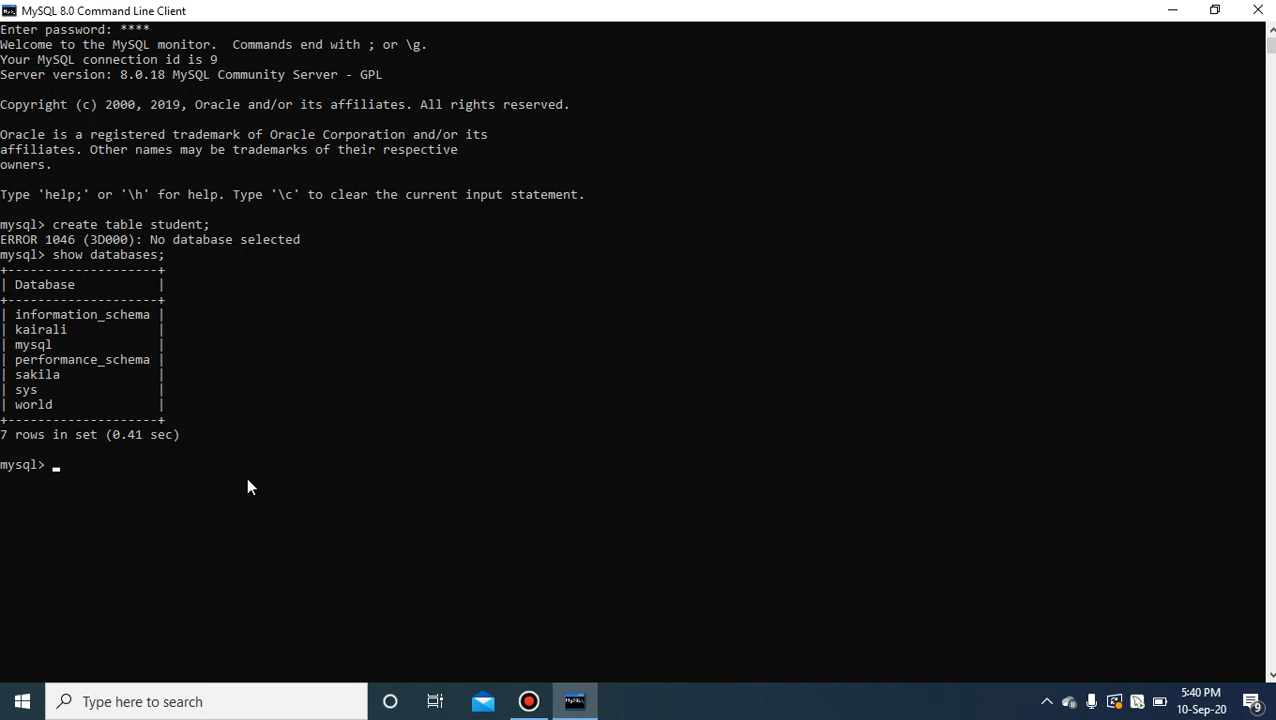 MySQL 8.0 Command Line Client
Enter password: ****
Welcome to the MySQL monitor.  Commands end with ; or \g.
Your MySQL connection id is 9
Server version: 8.0.18 MySQL Community Server - GPL
Copyright (c) 2000, 2019, Oracle and/or its affiliates. All rights reserved.
Oracle is a registered trademark of Oracle Corporation and/or its
affiliates. Other names may be trademarks of their respective
owners.
Type 'help;' or '\h' for help. Type '\c' to clear the current input statement.
mysql> create table student;
ERROR 1046 (3D000): No database selected
mysql> show databases;
+--------------------+
| Database           |
+--------------------+
| information_schema |
| kairali            |
| mysql              |
| performance_schema |
| sakila             |
| sys                |
| world              |
+--------------------+
7 rows in set (0.41 sec)
mysql> _
Type here to search
MySQL
5:40 PM
10-Sep-20
9